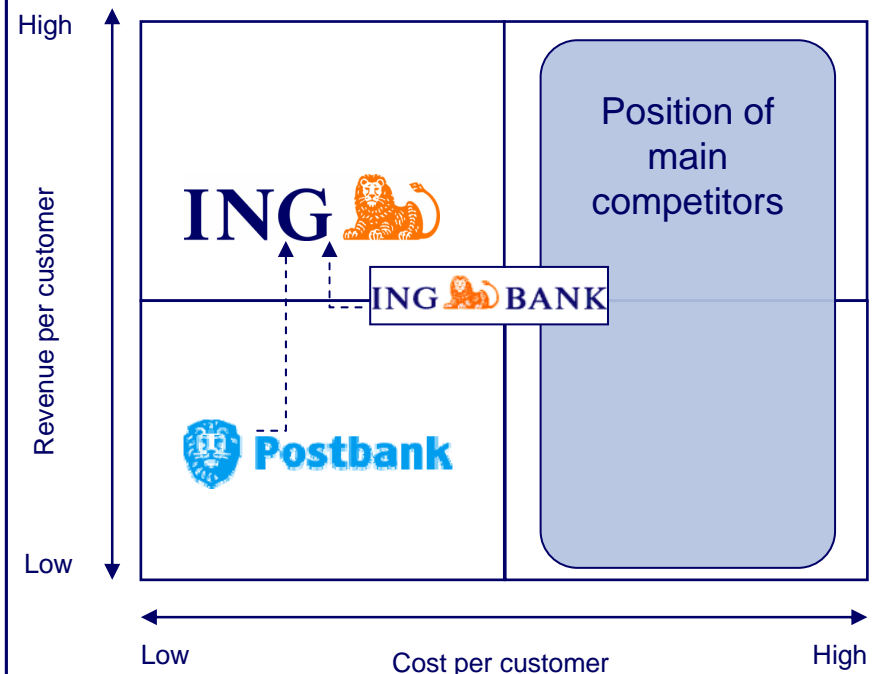 High
Position of
main
competitors
ING
Revenue per customer
ING BANK
Postbank
Low
Low
Cost per customer
High